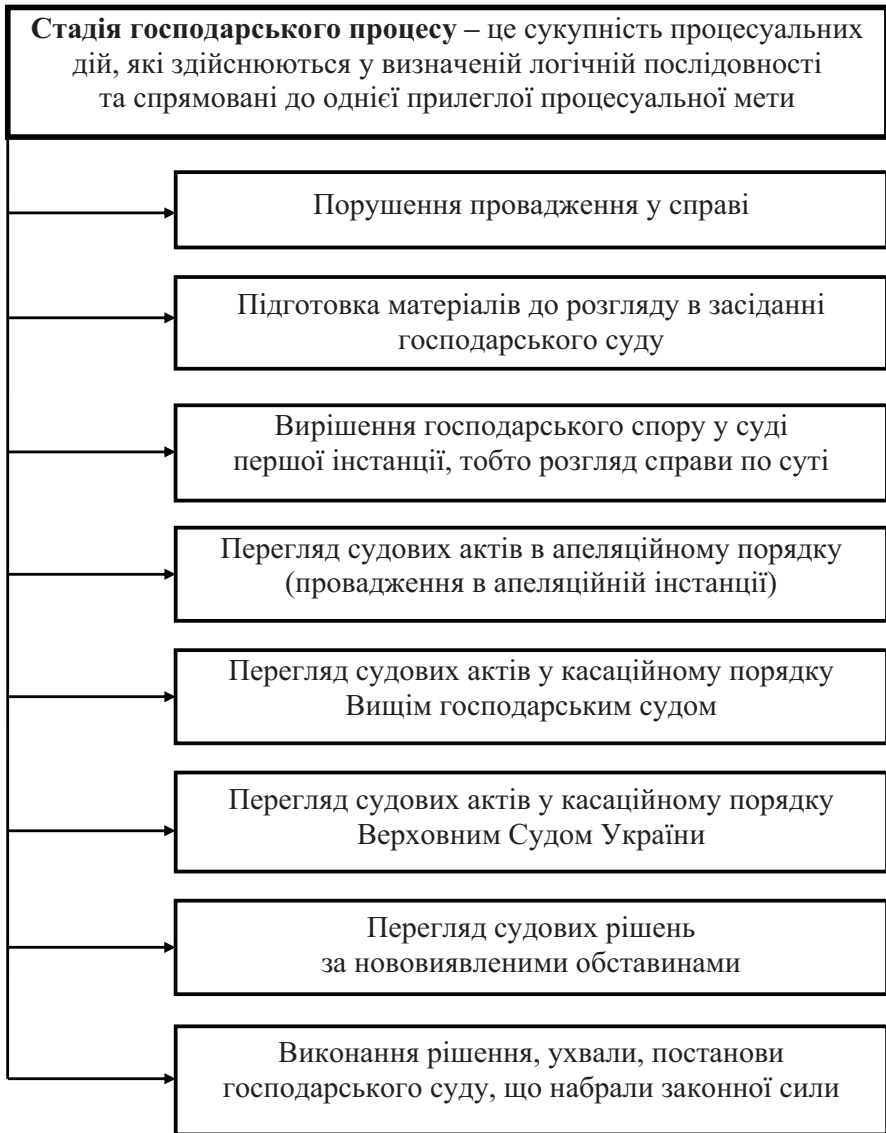 Стадія господарського процесу – це сукупність процесуальних
дій, які здійснюються у визначеній логічній послідовності
та спрямовані до однієї прилеглої процесуальної мети
Порушення провадження у справі
Підготовка матеріалів до розгляду в засіданні
господарського суду
Вирішення господарського спору у суді
першої інстанції, тобто розгляд справи по суті
Перегляд судових актів в апеляційному порядку
(провадження в апеляційній інстанції)
Перегляд судових актів у касаційному порядку
Вищім господарським судом
Перегляд судових актів у касаційному порядку
Верховним Судом України
Перегляд судових рішень
за нововиявленими обставинами
Виконання рішення, ухвали, постанови
господарського суду, що набрали законної сили